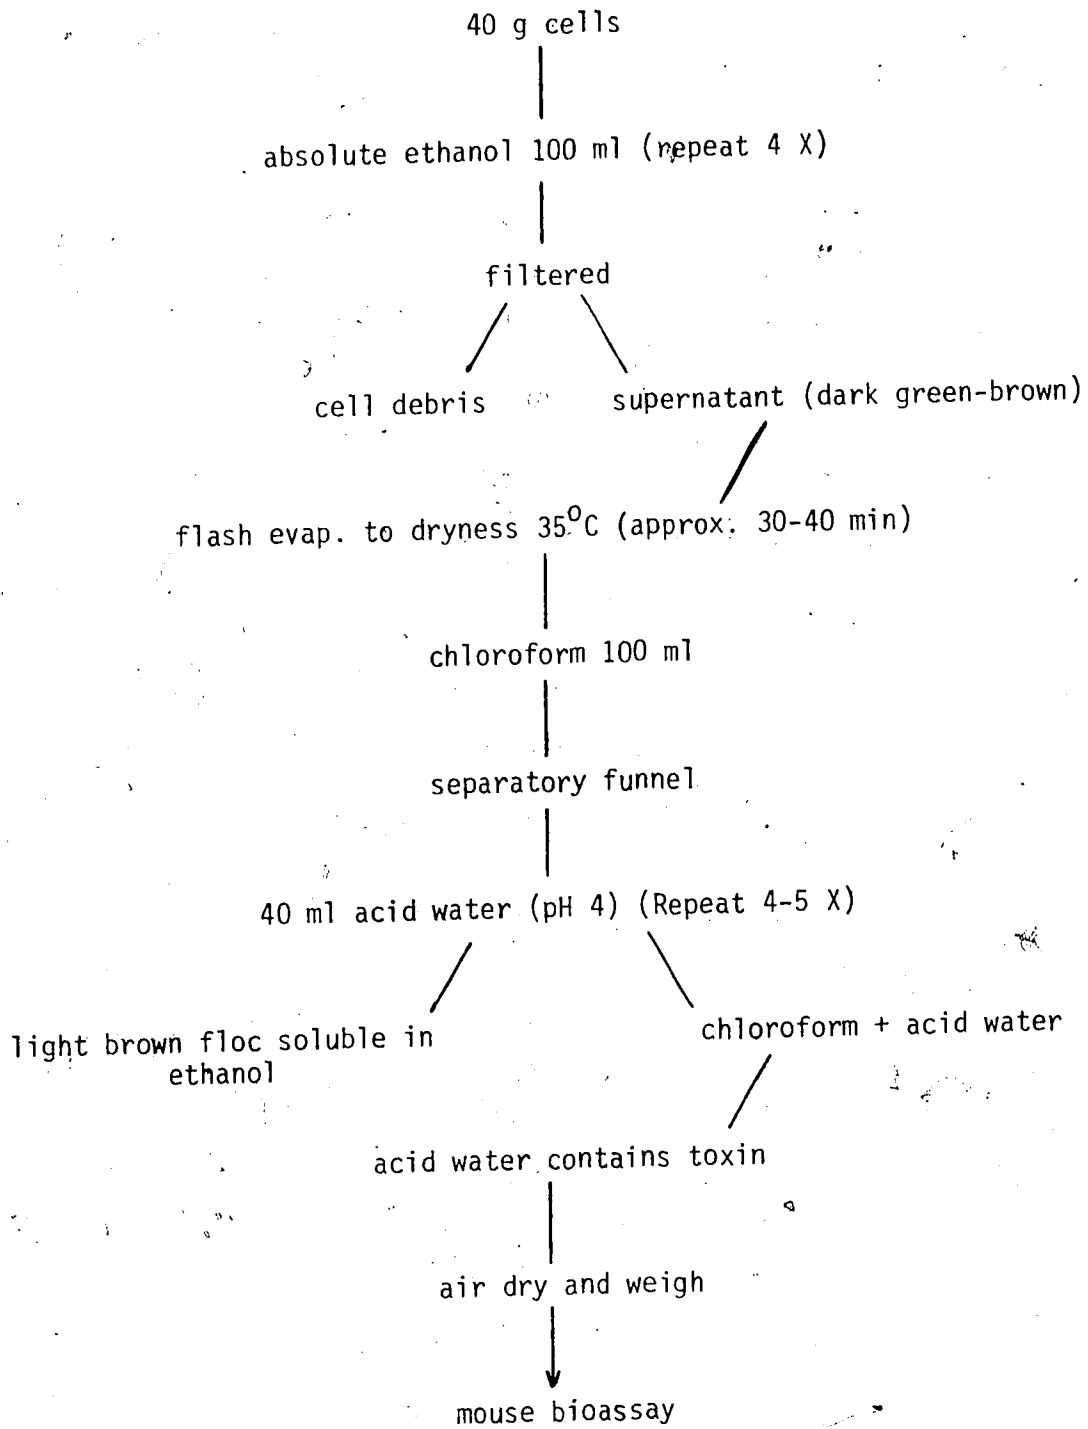 40 g cells
absolute ethanol 100 ml (repeat 4 X)
filtered
cell debris
supernatant (dark green-brown)
flash evap. to dryness 35°C (approx. 30-40 min)
chloroform 100 ml
separatory funnel
40 ml acid water (pH 4) (Repeat 4-5 X)
light brown floc soluble in
ethanol
chloroform + acid water
acid water contains toxin
air dry and weigh
mouse bioassay